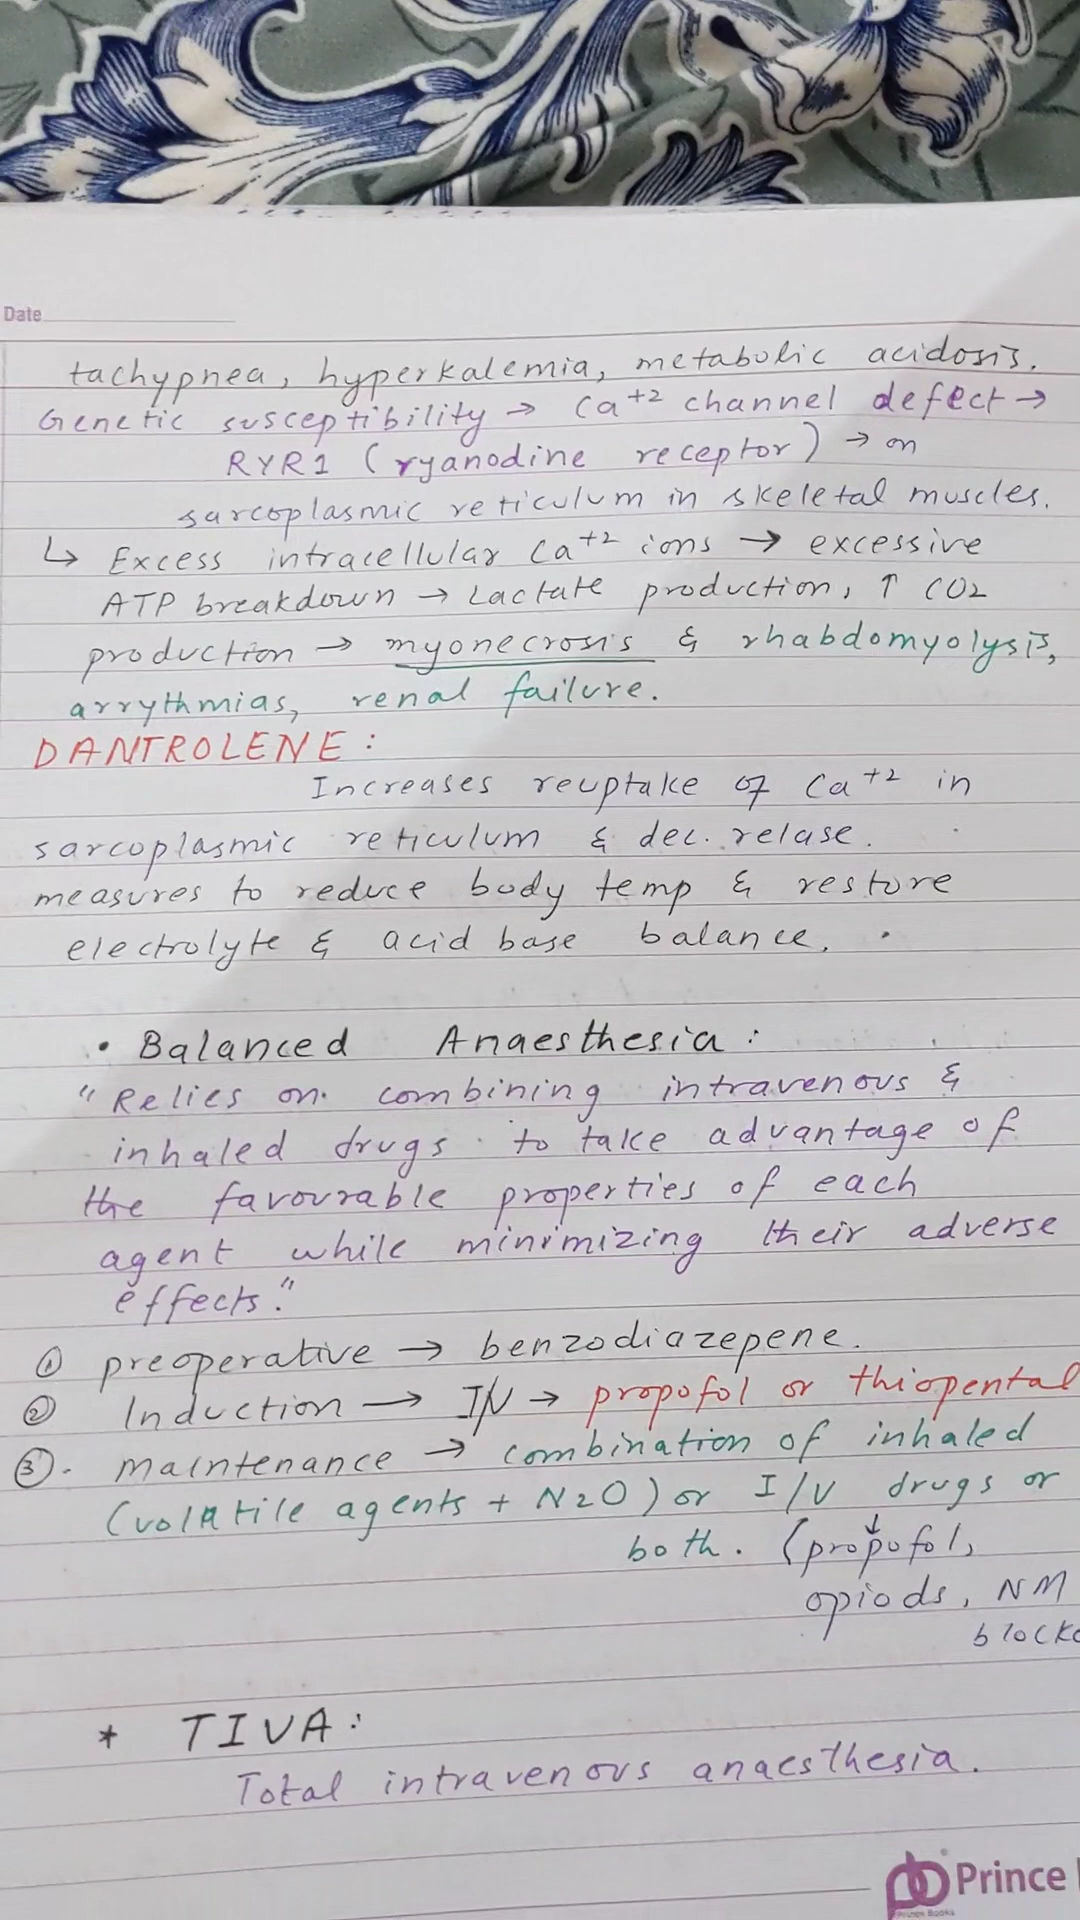 Date
tachypnea, hyperkalemia, metabolic acidosis.
Genetic susceptibility → Ca+2 channel defect →
RYR1 (ryanodine receptor) → on
sarcoplasmic reticulum in skeletal muscles.
↳ Excess intracellular Ca+2 ions → excessive
ATP breakdown → Lactate production, ↑ CO2
production → myonecrosis & rhabdomyolysis,
arrythmias, renal failure.
DANTROLENE:
Increases reuptake of Ca+2 in
sarcoplasmic reticulum & dec. relase.
measures to reduce body temp & restore
electrolyte & acid base balance.
• Balanced Anaesthesia:
"Relies on combining intravenous &
inhaled drugs to take advantage of
the favourable properties of each
agent while minimizing their adverse
effects."
① preoperative → benzodiazepene.
② Induction → I/V → propofol or thiopental
③. maintenance → combination of inhaled
(volatile agents + N2O) or I/V drugs or
both. ↓ (propofol,
opiods, NM
block
* TIVA:
Total intravenous anaesthesia.
Prince
Prince Books